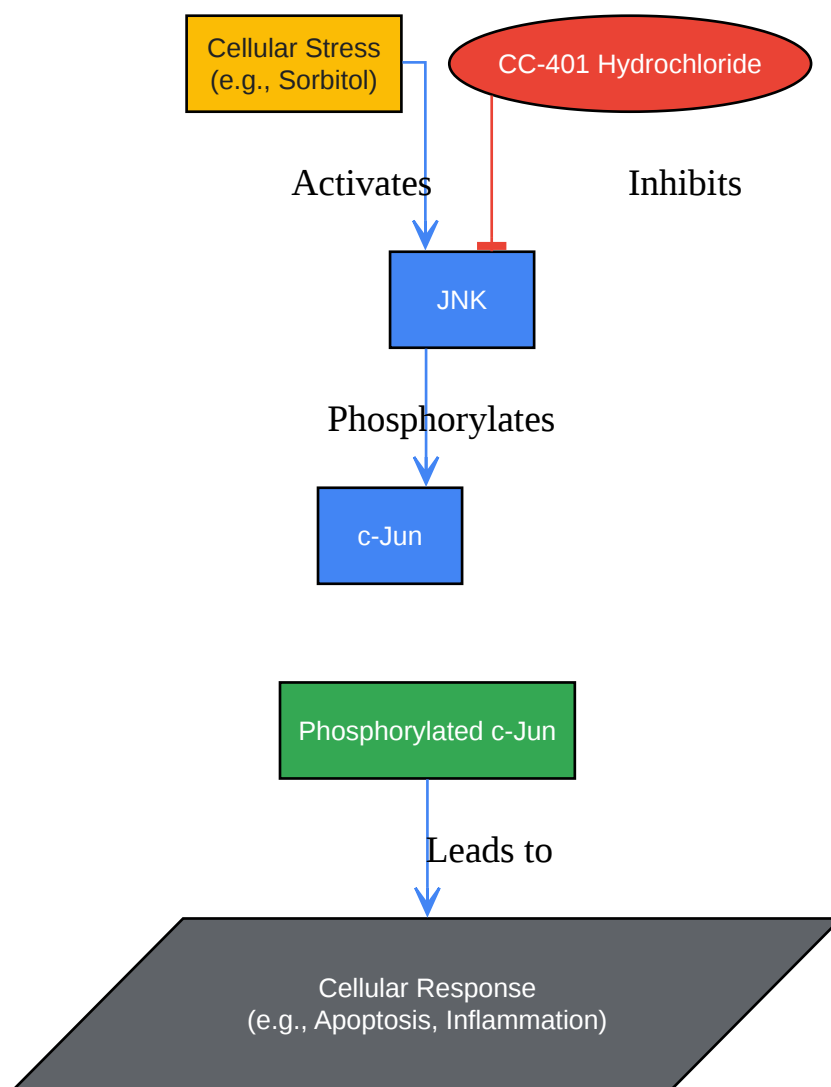 Cellular Stress
(e.g., Sorbitol)
CC-401 Hydrochloride
Activates
Inhibits
JNK
Phosphorylates
c-Jun
Phosphorylated c-Jun
Leads to
Cellular Response
(e.g., Apoptosis, Inflammation)